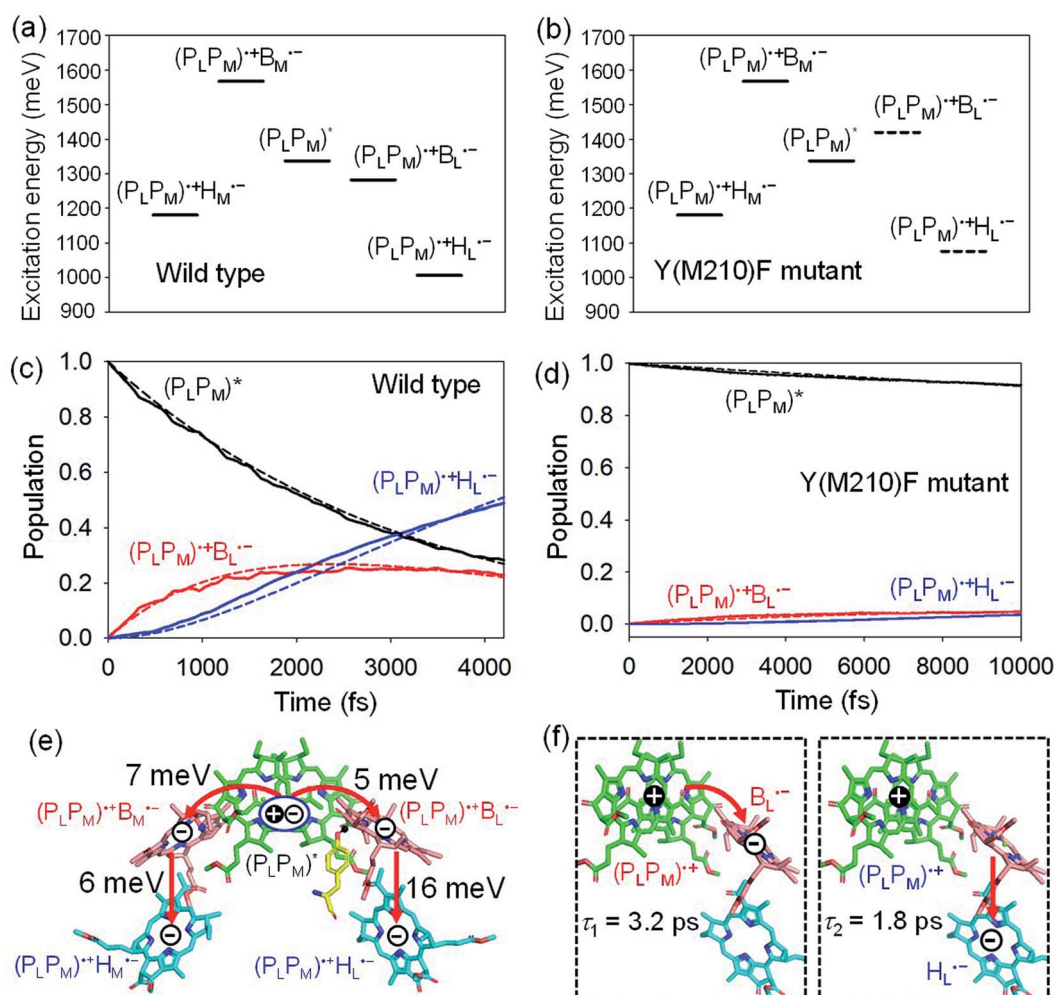 (a)
Excitation energy (meV)
1700
1600
1500
1400
1300
1200
1100
1000
900
(PLPM)•+BM•−
(PLPM)*
(PLPM)•+BL•−
(PLPM)•+HM•−
(PLPM)•+HL•−
Wild type
(b)
Excitation energy (meV)
1700
1600
1500
1400
1300
1200
1100
1000
900
(PLPM)•+BM•−
(PLPM)•+BL•−
(PLPM)*
(PLPM)•+HM•−
(PLPM)•+HL•−
Y(M210)F mutant
(c)
Population
1.0
0.8
0.6
0.4
0.2
0.0
Wild type
(PLPM)*
(PLPM)•+HL•−
(PLPM)•+BL•−
0 1000 2000 3000 4000
Time (fs)
(d)
1.0
0.8
0.6
0.4
0.2
0.0
(PLPM)*
Y(M210)F mutant
(PLPM)•+BL•− (PLPM)•+HL•−
0 2000 4000 6000 8000 10000
Time (fs)
(e)
7 meV 5 meV
(PLPM)•+BM•− (PLPM)•+BL•−
(PLPM)*
6 meV 16 meV
(PLPM)•+HM•− (PLPM)•+HL•−
(f)
BL•−
(PLPM)•+
τ1 = 3.2 ps
(PLPM)•+
τ2 = 1.8 ps
HL•−